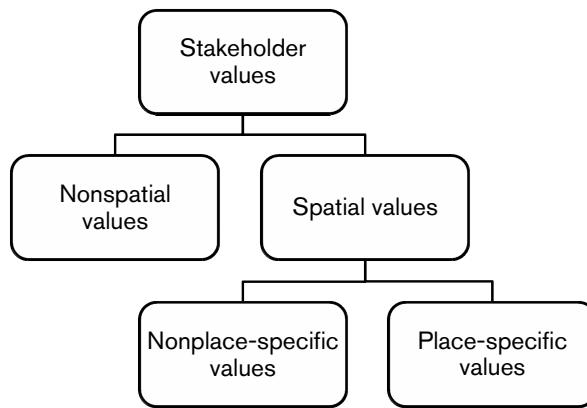 Stakeholder
values
Nonspatial
values
Spatial values
Nonplace-specific
values
Place-specific
values